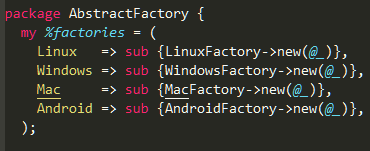 package AbstractFactory {
  my %factories = (
    Linux   => sub {LinuxFactory->new(@_)},
    Windows => sub {WindowsFactory->new(@_)},
    Mac     => sub {MacFactory->new(@_)},
    Android => sub {AndroidFactory->new(@_)},
  );